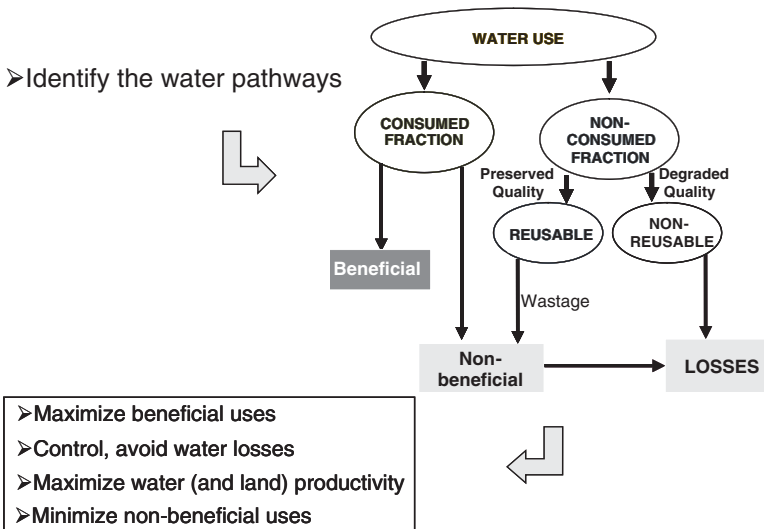 WATER USE
➢Identify the water pathways
CONSUMED
FRACTION
NON-
CONSUMED
FRACTION
Preserved
Quality
Degraded
Quality
REUSABLE
NON-
REUSABLE
Beneficial
Wastage
Non-
beneficial
LOSSES
➢Maximize beneficial uses
➢Control, avoid water losses
➢Maximize water (and land) productivity
➢Minimize non-beneficial uses